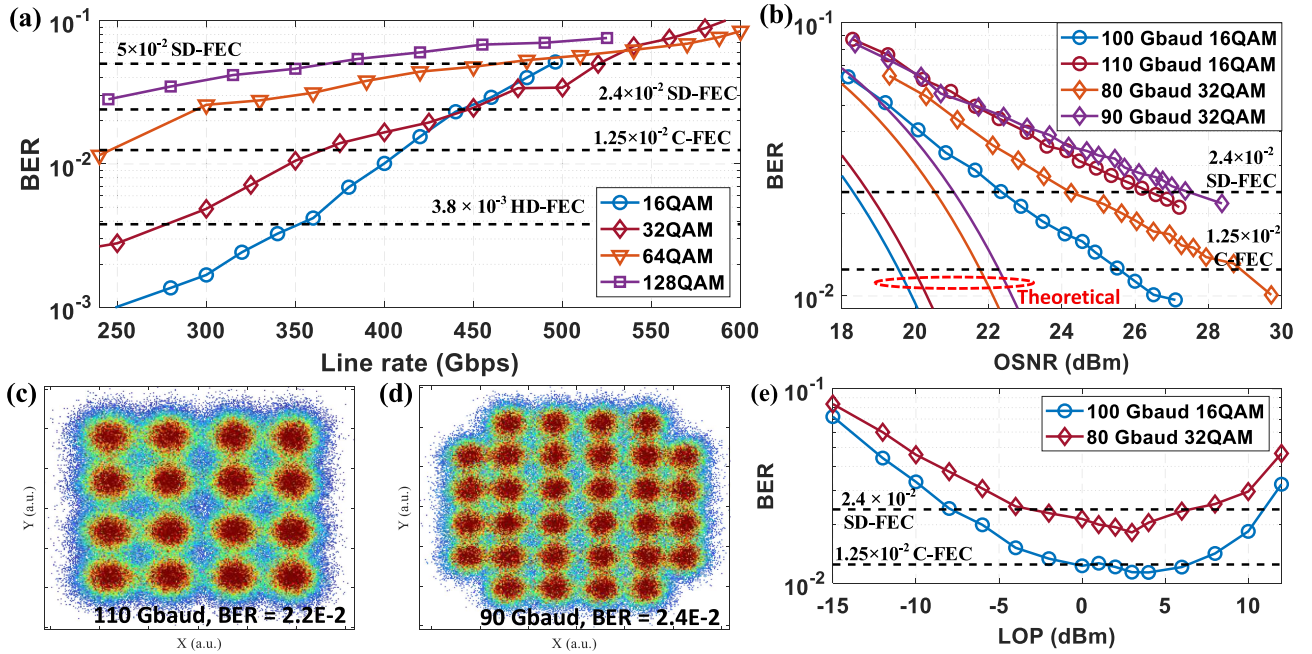 (a)
10⁻¹
10⁻²
10⁻³
BER
5×10⁻² SD-FEC
2.4×10⁻² SD-FEC
1.25×10⁻² C-FEC
3.8 × 10⁻³ HD-FEC
16QAM
32QAM
64QAM
128QAM
250 300 350 400 450 500 550 600
Line rate (Gbps)
(b)
10⁻¹
10⁻²
BER
100 Gbaud 16QAM
110 Gbaud 16QAM
80 Gbaud 32QAM
90 Gbaud 32QAM
2.4×10⁻²
SD-FEC
1.25×10⁻²
C-FEC
Theoretical
18 20 22 24 26 28 30
OSNR (dBm)
(c)
Y (a.u.)
110 Gbaud, BER = 2.2E-2
X (a.u.)
(d)
Y (a.u.)
90 Gbaud, BER = 2.4E-2
X (a.u.)
(e)
10⁻¹
10⁻²
BER
100 Gbaud 16QAM
80 Gbaud 32QAM
2.4 × 10⁻²
SD-FEC
1.25×10⁻² C-FEC
-15 -10 -5 0 5 10
LOP (dBm)